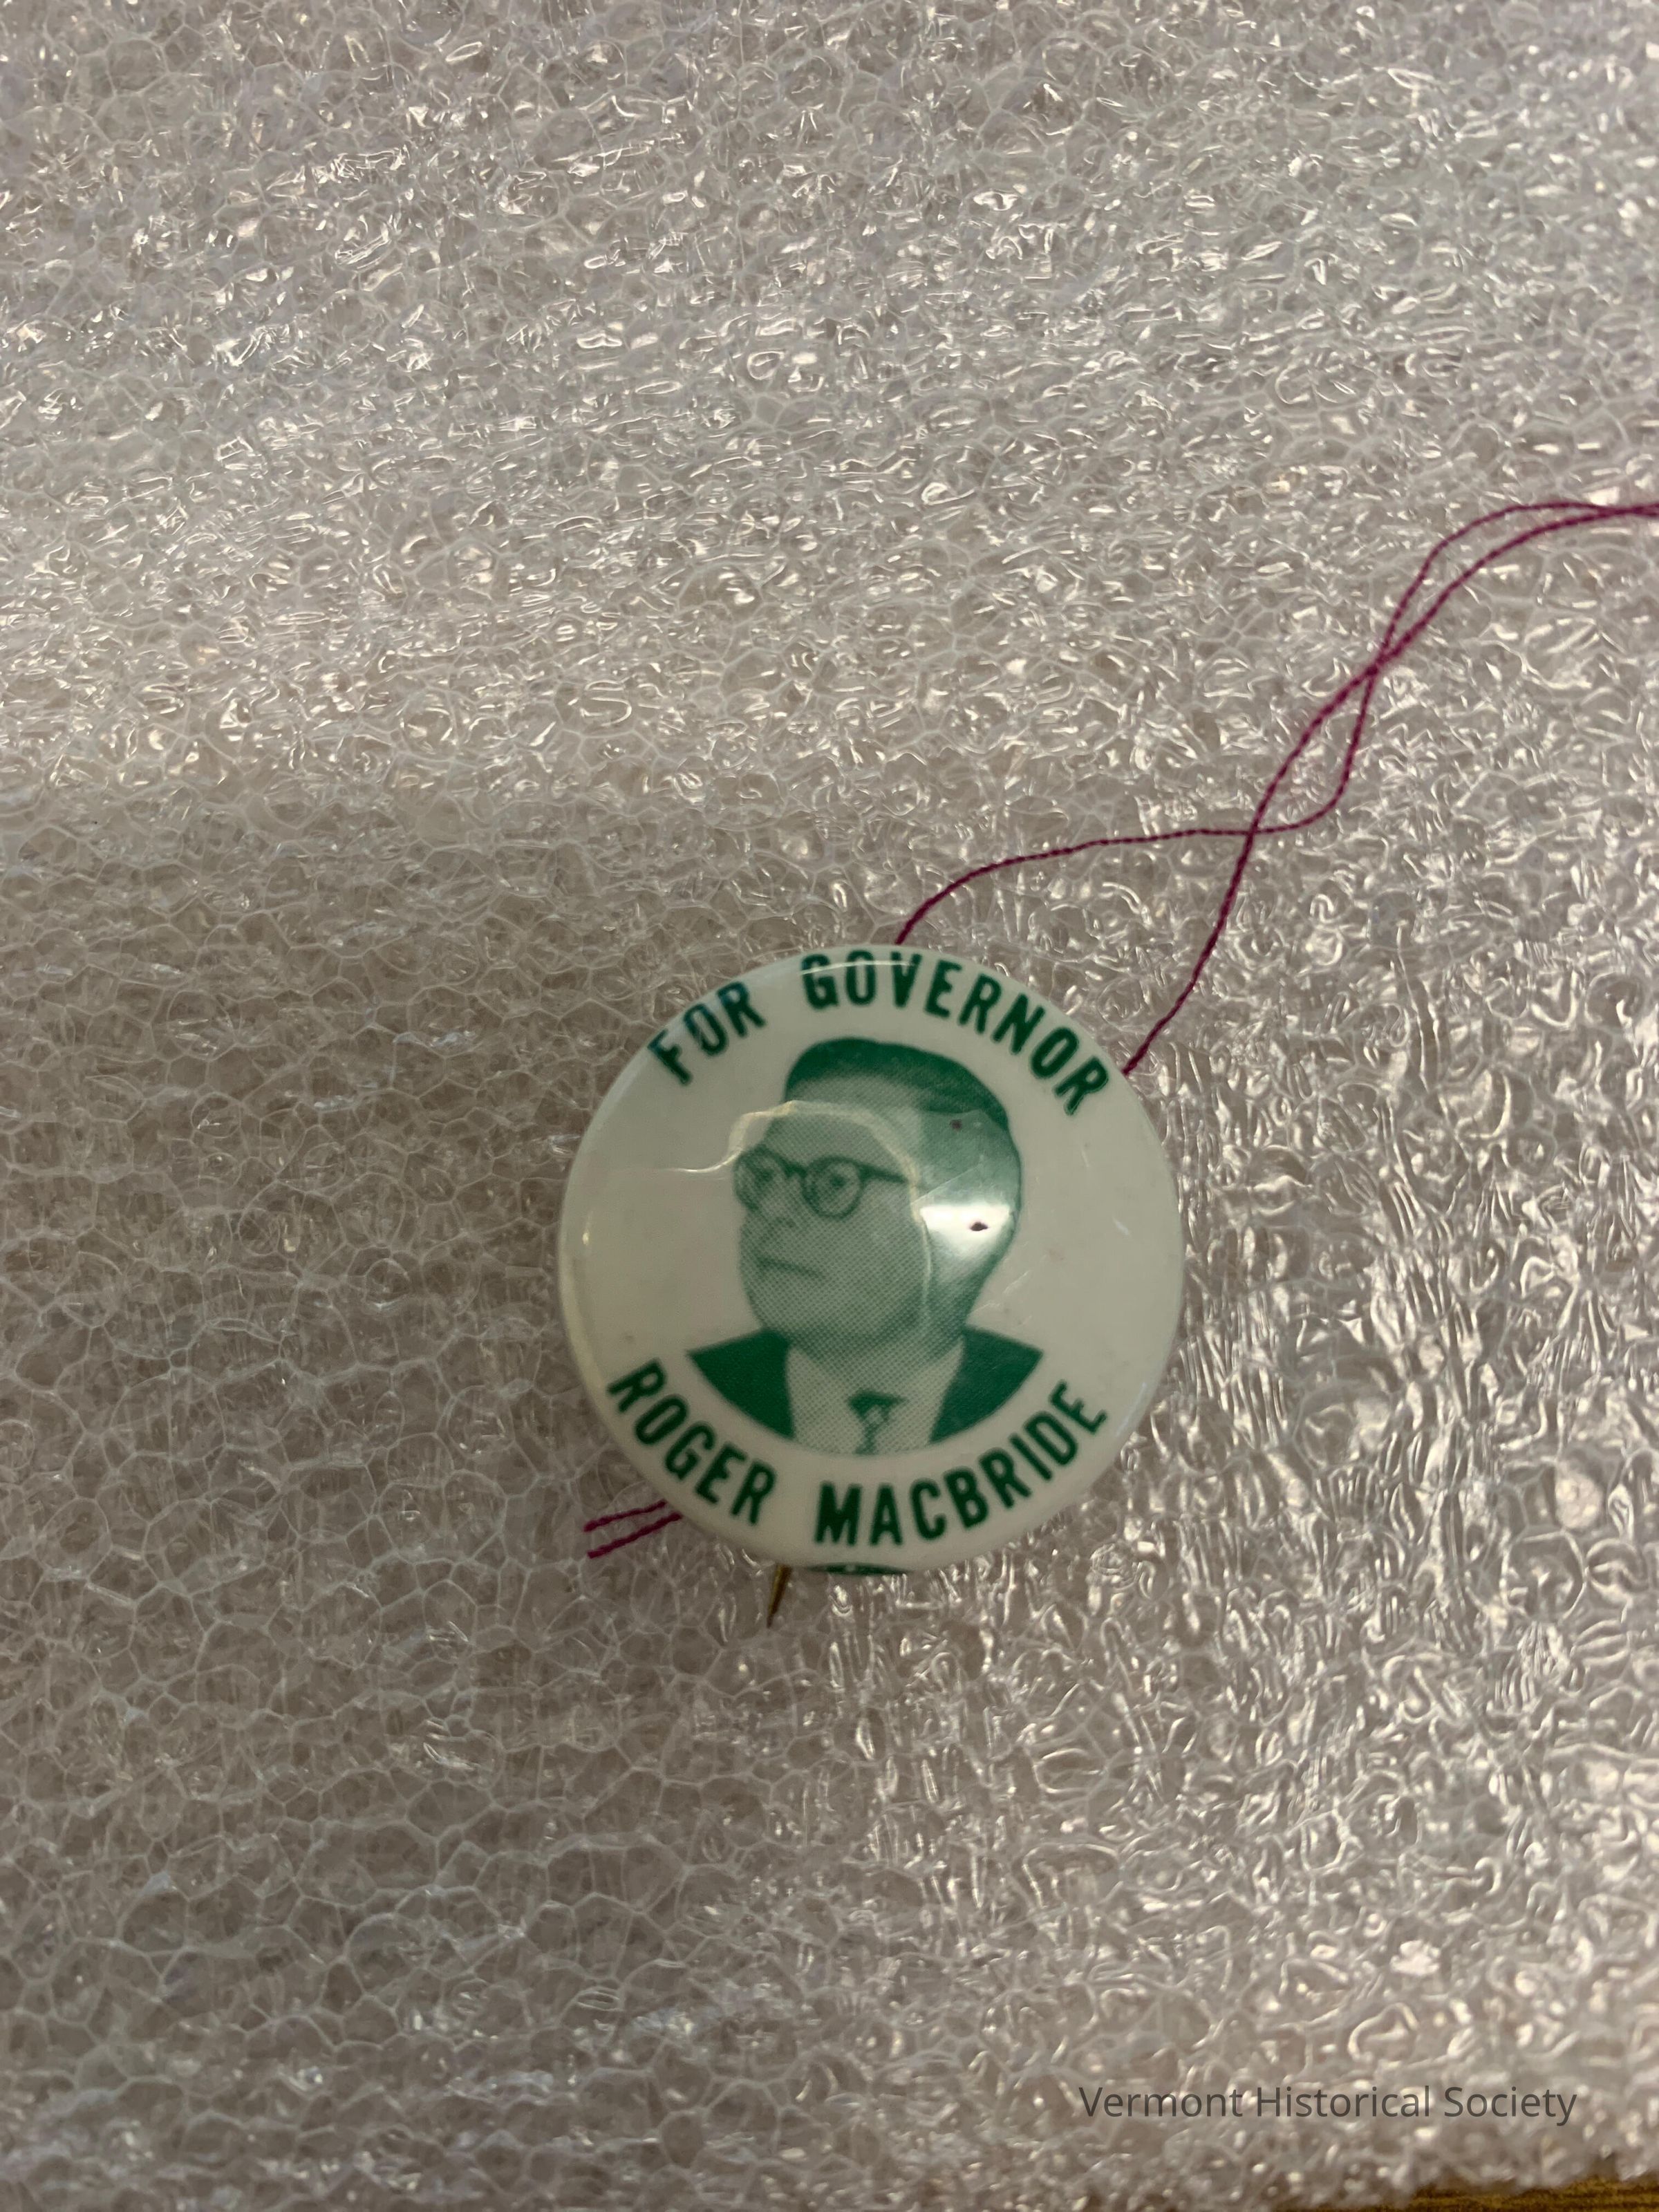 FOR GOVERNOR
ROGER MACBRIDE
Vermont Historical Society